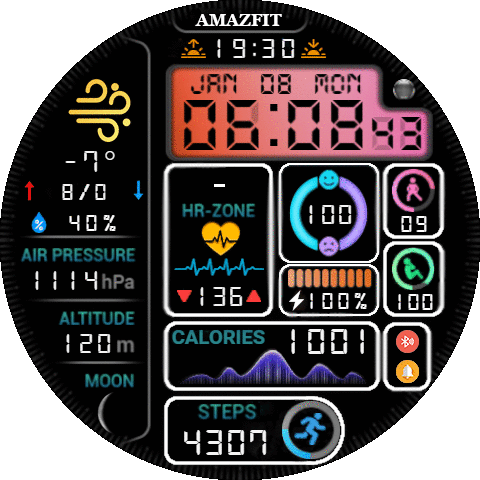 AMAZFIT
19:30
JAN 08 MON
06:08 43
-7°
8/0
40%
AIR PRESSURE
1114 hPa
ALTITUDE
120 m
MOON
-
HR-ZONE
136
100
100%
09
100
CALORIES 1001
STEPS
4307